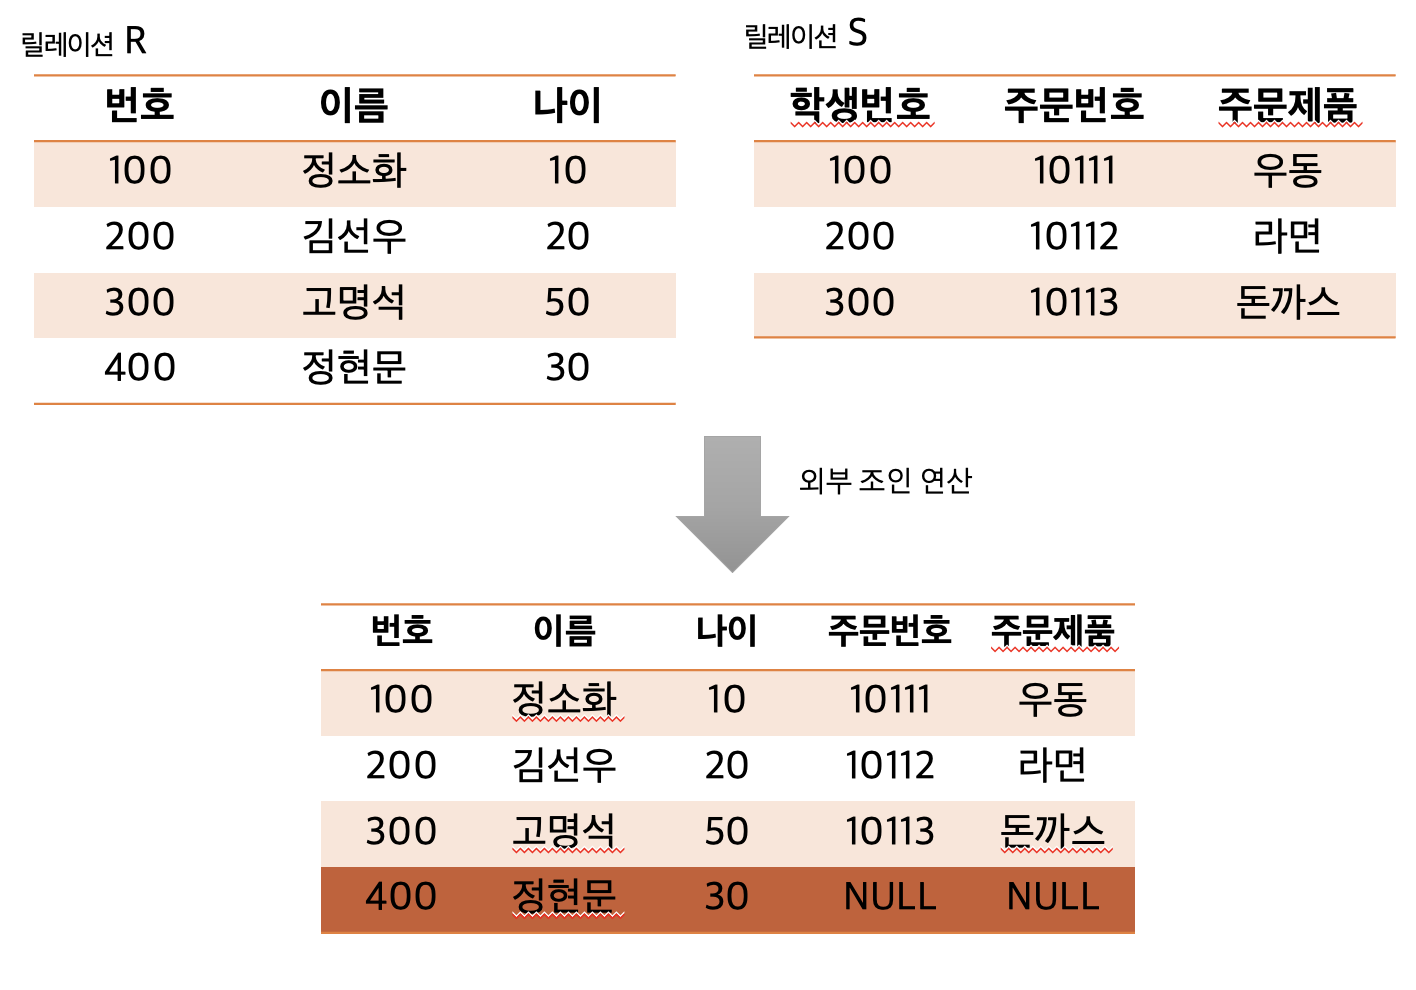 릴레이션 R
번호 이름 나이
100 정소화 10
200 김선우 20
300 고명석 50
400 정현문 30
릴레이션 S
학생번호 주문번호 주문제품
100 10111 우동
200 10112 라면
300 10113 돈까스
외부 조인 연산
번호 이름 나이 주문번호 주문제품
100 정소화 10 10111 우동
200 김선우 20 10112 라면
300 고명석 50 10113 돈까스
400 정현문 30 NULL NULL